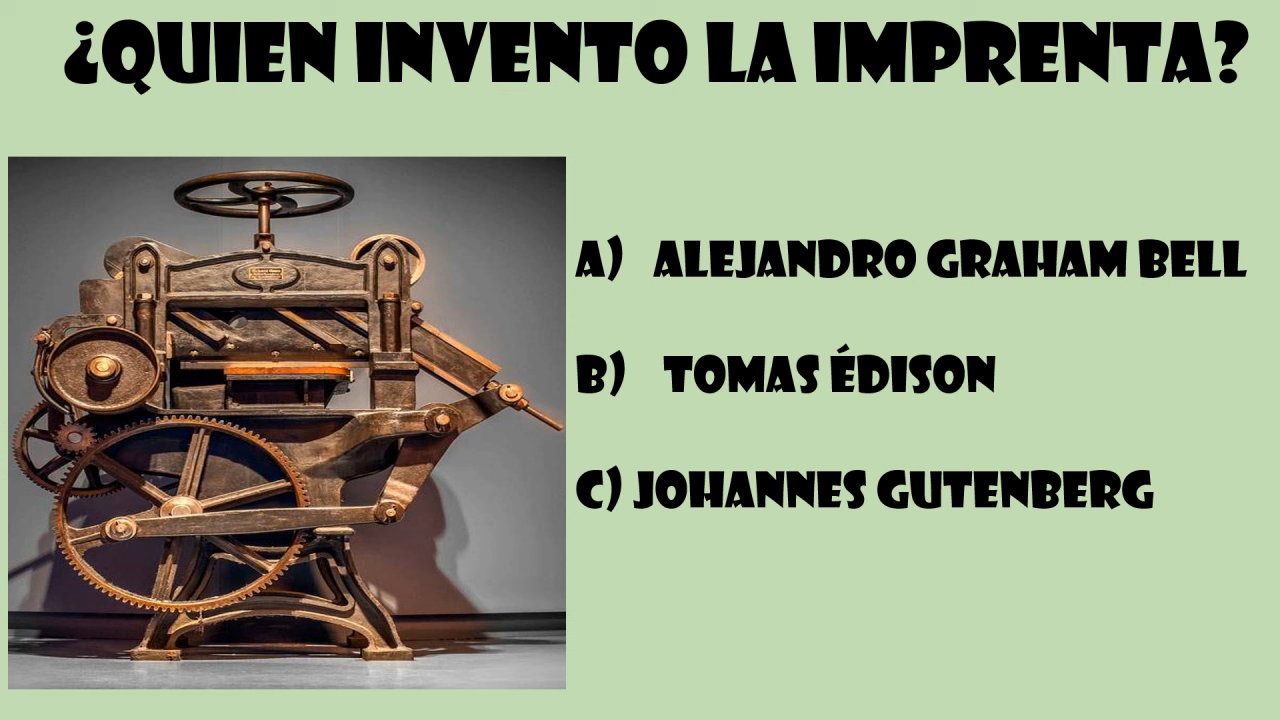 ¿QUIEN INVENTO LA IMPRENTA?
A) ALEJANDRO GRAHAM BELL
B) TOMAS ÉDISON
C) JOHANNES GUTENBERG